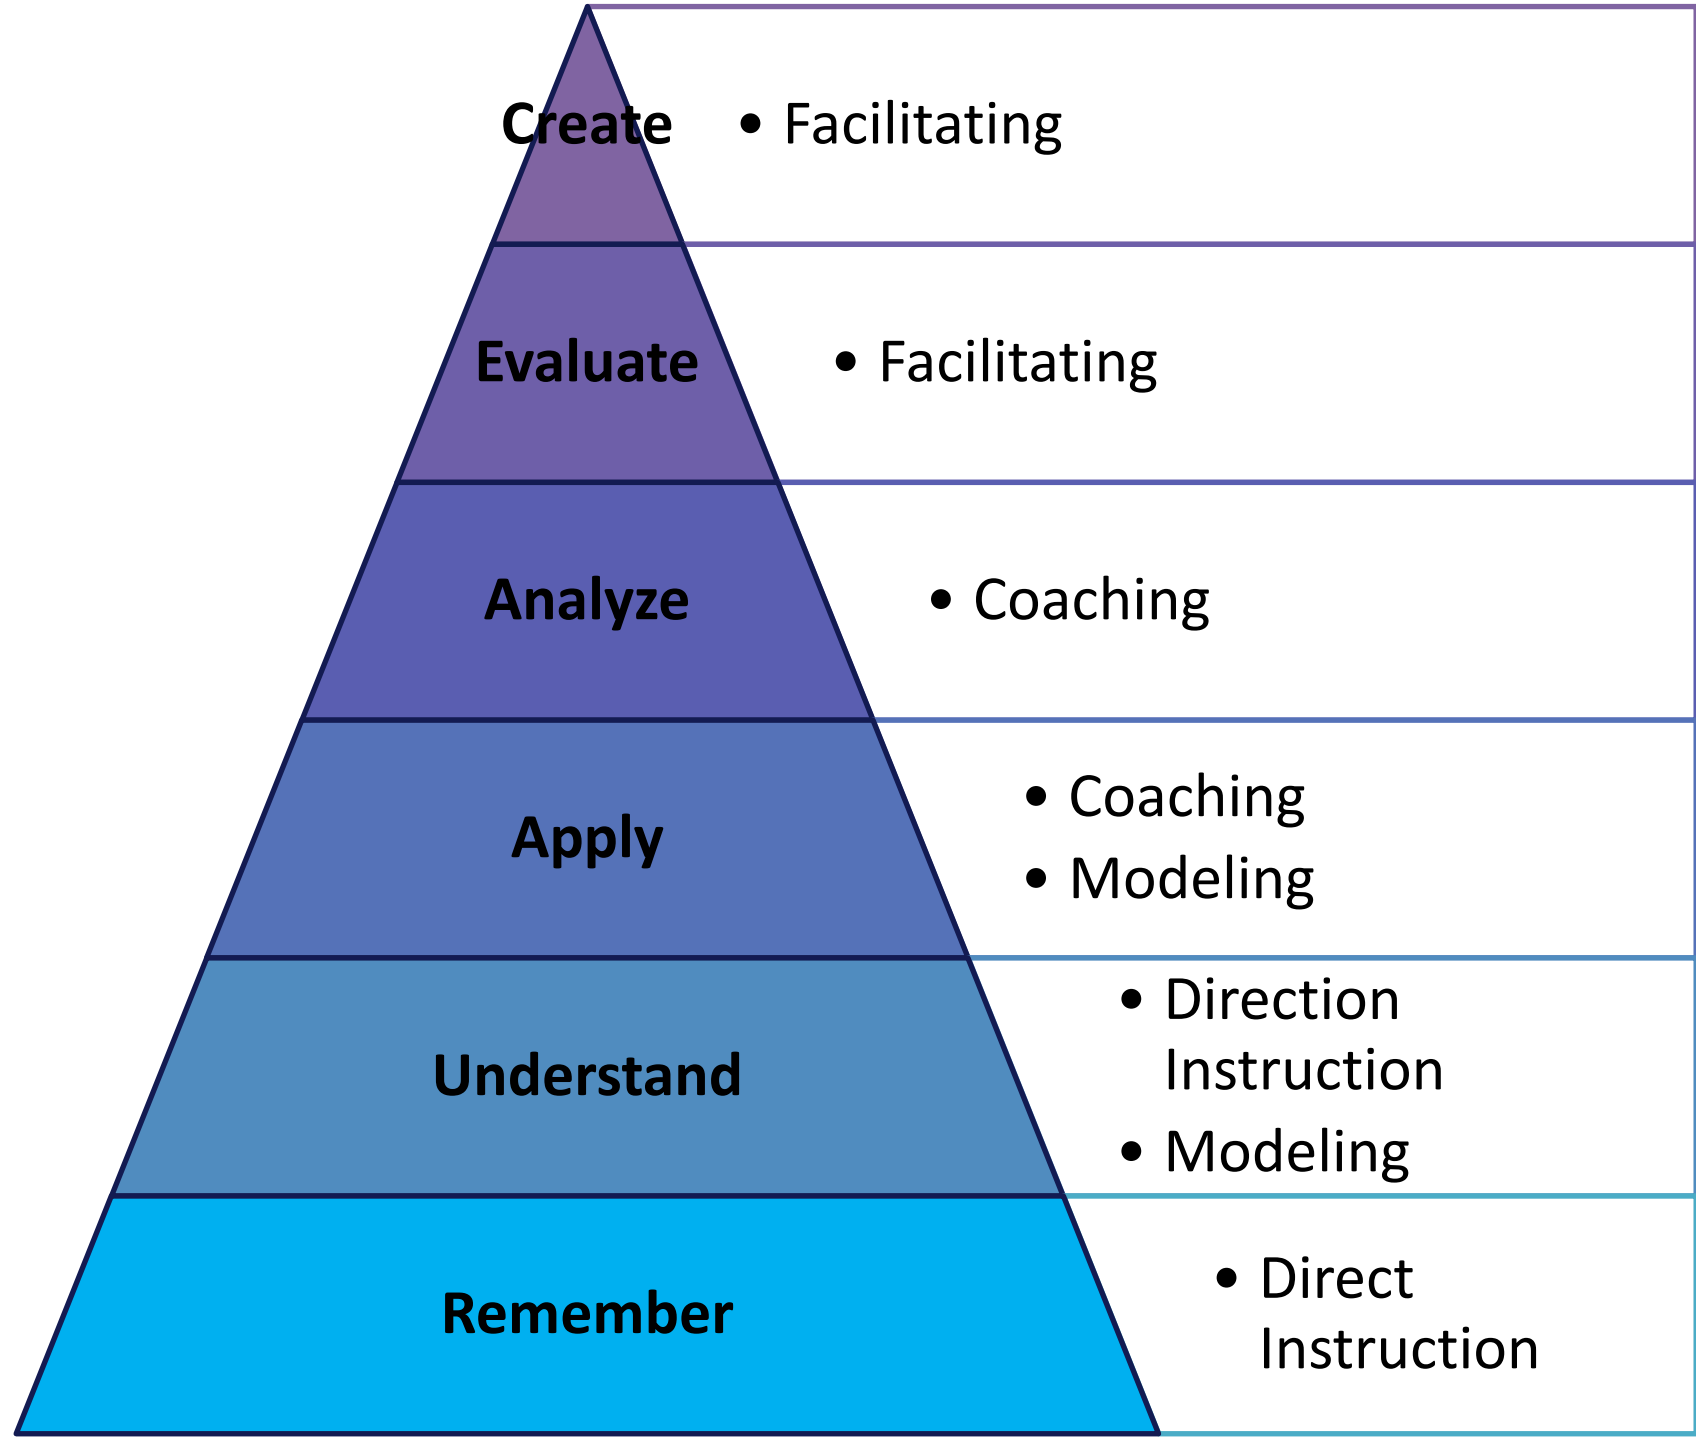 Create
• Facilitating
Evaluate
• Facilitating
Analyze
• Coaching
Apply
• Coaching
• Modeling
Understand
• Direction
Instruction
• Modeling
Remember
• Direct
Instruction